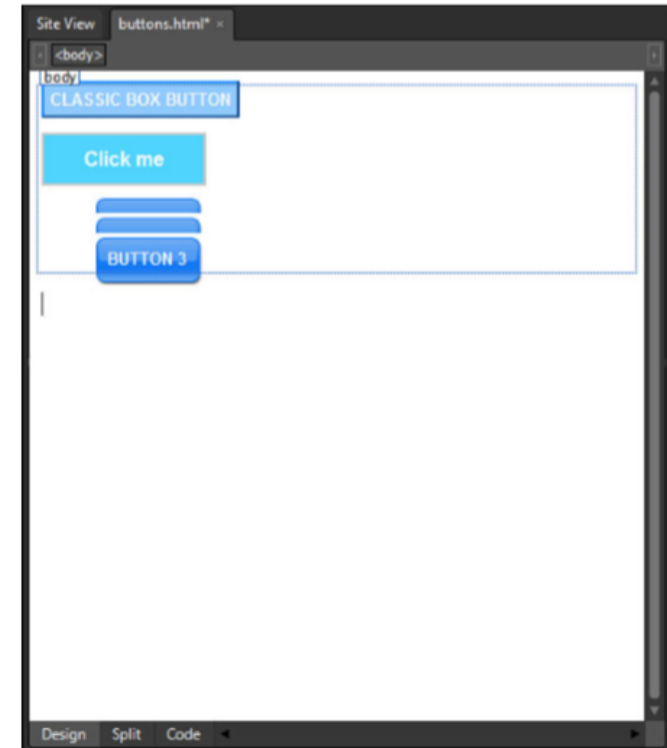 Site View buttons.html* ×
<body>
body
CLASSIC BOX BUTTON
Click me
BUTTON 3
Design Split Code